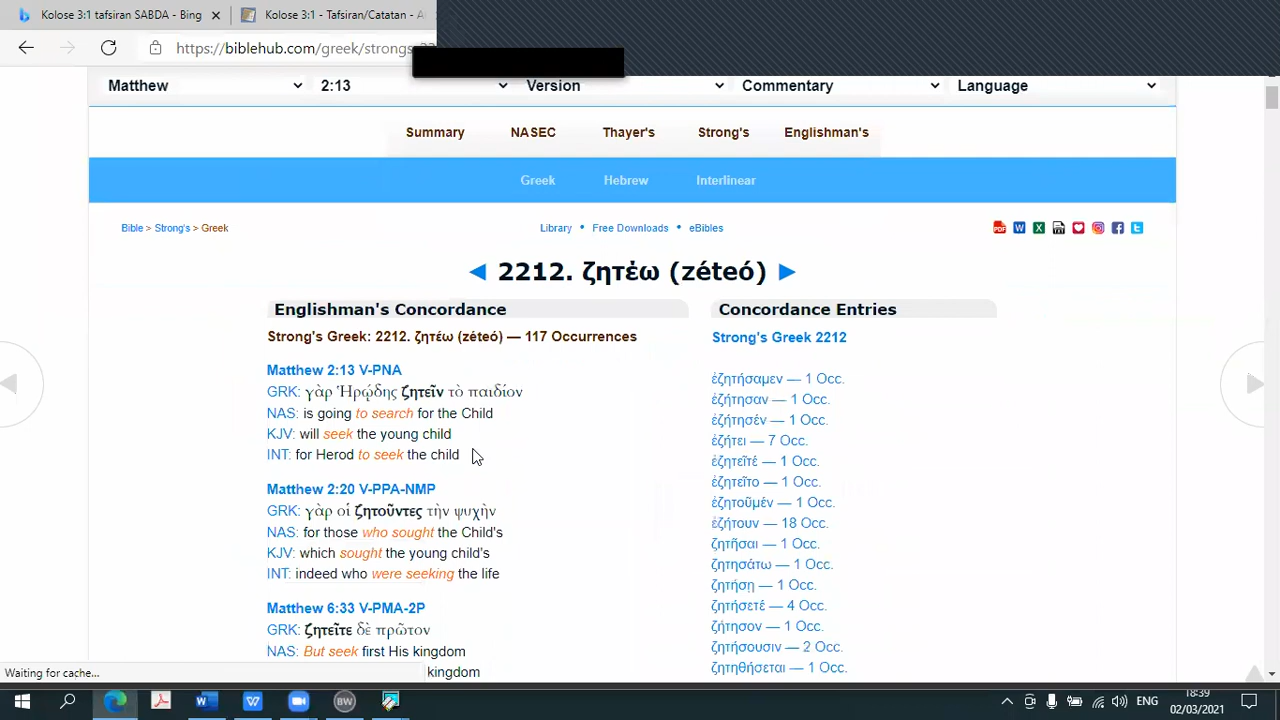 Kolose 3:1 tafsiran SABDA - Bing
Kolose 3:1 Tafsir/Catatan -
https://biblehub.com/greek/strongs_
Matthew
2:13
Version
Commentary
Language
Summary
NASEC
Thayer's
Strong's
Englishman's
Greek
Hebrew
Interlinear
Bible > Strong's > Greek
Library • Free Downloads • eBibles
◄ 2212. ζητέω (zéteó) ►
Englishman's Concordance
Strong's Greek: 2212. ζητέω (zéteó) — 117 Occurrences
Matthew 2:13 V-PNA
GRK: γὰρ Ἡρῴδης ζητεῖν τὸ παιδίον
NAS: is going to search for the Child
KJV: will seek the young child
INT: for Herod to seek the child
Matthew 2:20 V-PPA-NMP
GRK: γὰρ οἱ ζητοῦντες τὴν ψυχὴν
NAS: for those who sought the Child's
KJV: which sought the young child's
INT: indeed who were seeking the life
Matthew 6:33 V-PMA-2P
GRK: ζητεῖτε δὲ πρῶτον
NAS: But seek first His kingdom
kingdom
Concordance Entries
Strong's Greek 2212
ἐζητήσαμεν — 1 Occ.
ἐζήτησαν — 1 Occ.
ἐζήτησέν — 1 Occ.
ἐζήτει — 7 Occ.
ἐζητεῖτέ — 1 Occ.
ἐζητεῖτο — 1 Occ.
ἐζητοῦμέν — 1 Occ.
ἐζήτουν — 18 Occ.
ζητῆσαι — 1 Occ.
ζητησάτω — 1 Occ.
ζητήσῃ — 1 Occ.
ζητήσετέ — 4 Occ.
ζήτησον — 1 Occ.
ζητήσουσιν — 2 Occ.
ζητηθήσεται — 1 Occ.
Waiting for cache...
ENG
18:39
02/03/2021